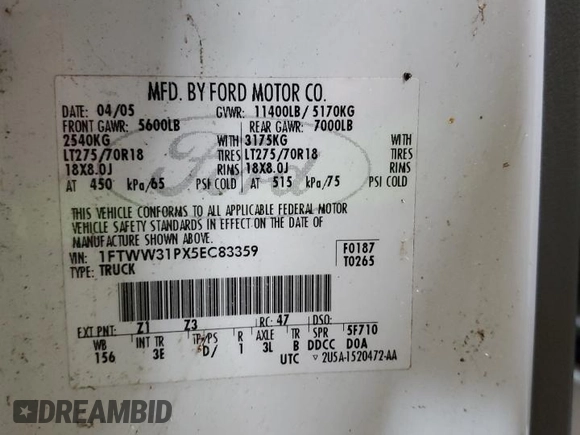 MFD. BY FORD MOTOR CO.
DATE: 04/05 GVWR: 11400LB/ 5170KG
FRONT GAWR: 5600LB REAR GAWR: 7000LB
2540KG WITH 3175KG WITH
LT275/70R18 TIRES LT275/70R18 TIRES
18X8.0J RIMS 18X8.0J RIMS
AT 450 kPa/65 PSI COLD AT 515 kPa/75 PSI COLD
Ford
THIS VEHICLE CONFORMS TO ALL APPLICABLE FEDERAL MOTOR
VEHICLE SAFETY STANDARDS IN EFFECT ON THE DATE OF
MANUFACTURE SHOWN ABOVE.
VIN: 1FTWW31PX5EC83359 F0187
TYPE: TRUCK T0265
EXT PNT: Z1 Z3 RC: 47 DSO:
WB INT TR TP/PS R AXLE TR SPR 5F710
156 3E D/ 1 3L B DDCC D0A
UTC 2U5A-1520472-AA
DREAMBID